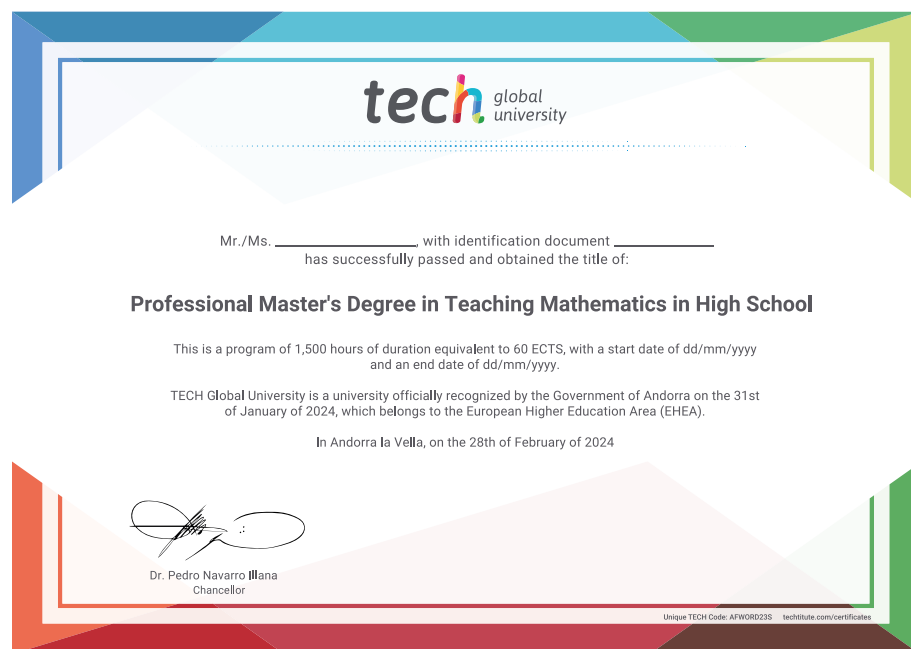 tech global university
Mr./Ms. ________________, with identification document ___________
has successfully passed and obtained the title of:
Professional Master's Degree in Teaching Mathematics in High School
This is a program of 1,500 hours of duration equivalent to 60 ECTS, with a start date of dd/mm/yyyy
and an end date of dd/mm/yyyy.
TECH Global University is a university officially recognized by the Government of Andorra on the 31st
of January of 2024, which belongs to the European Higher Education Area (EHEA).
In Andorra la Vella, on the 28th of February of 2024
Dr. Pedro Navarro Illana
Chancellor
Unique TECH Code: AFWORD23S techtitute.com/certificates